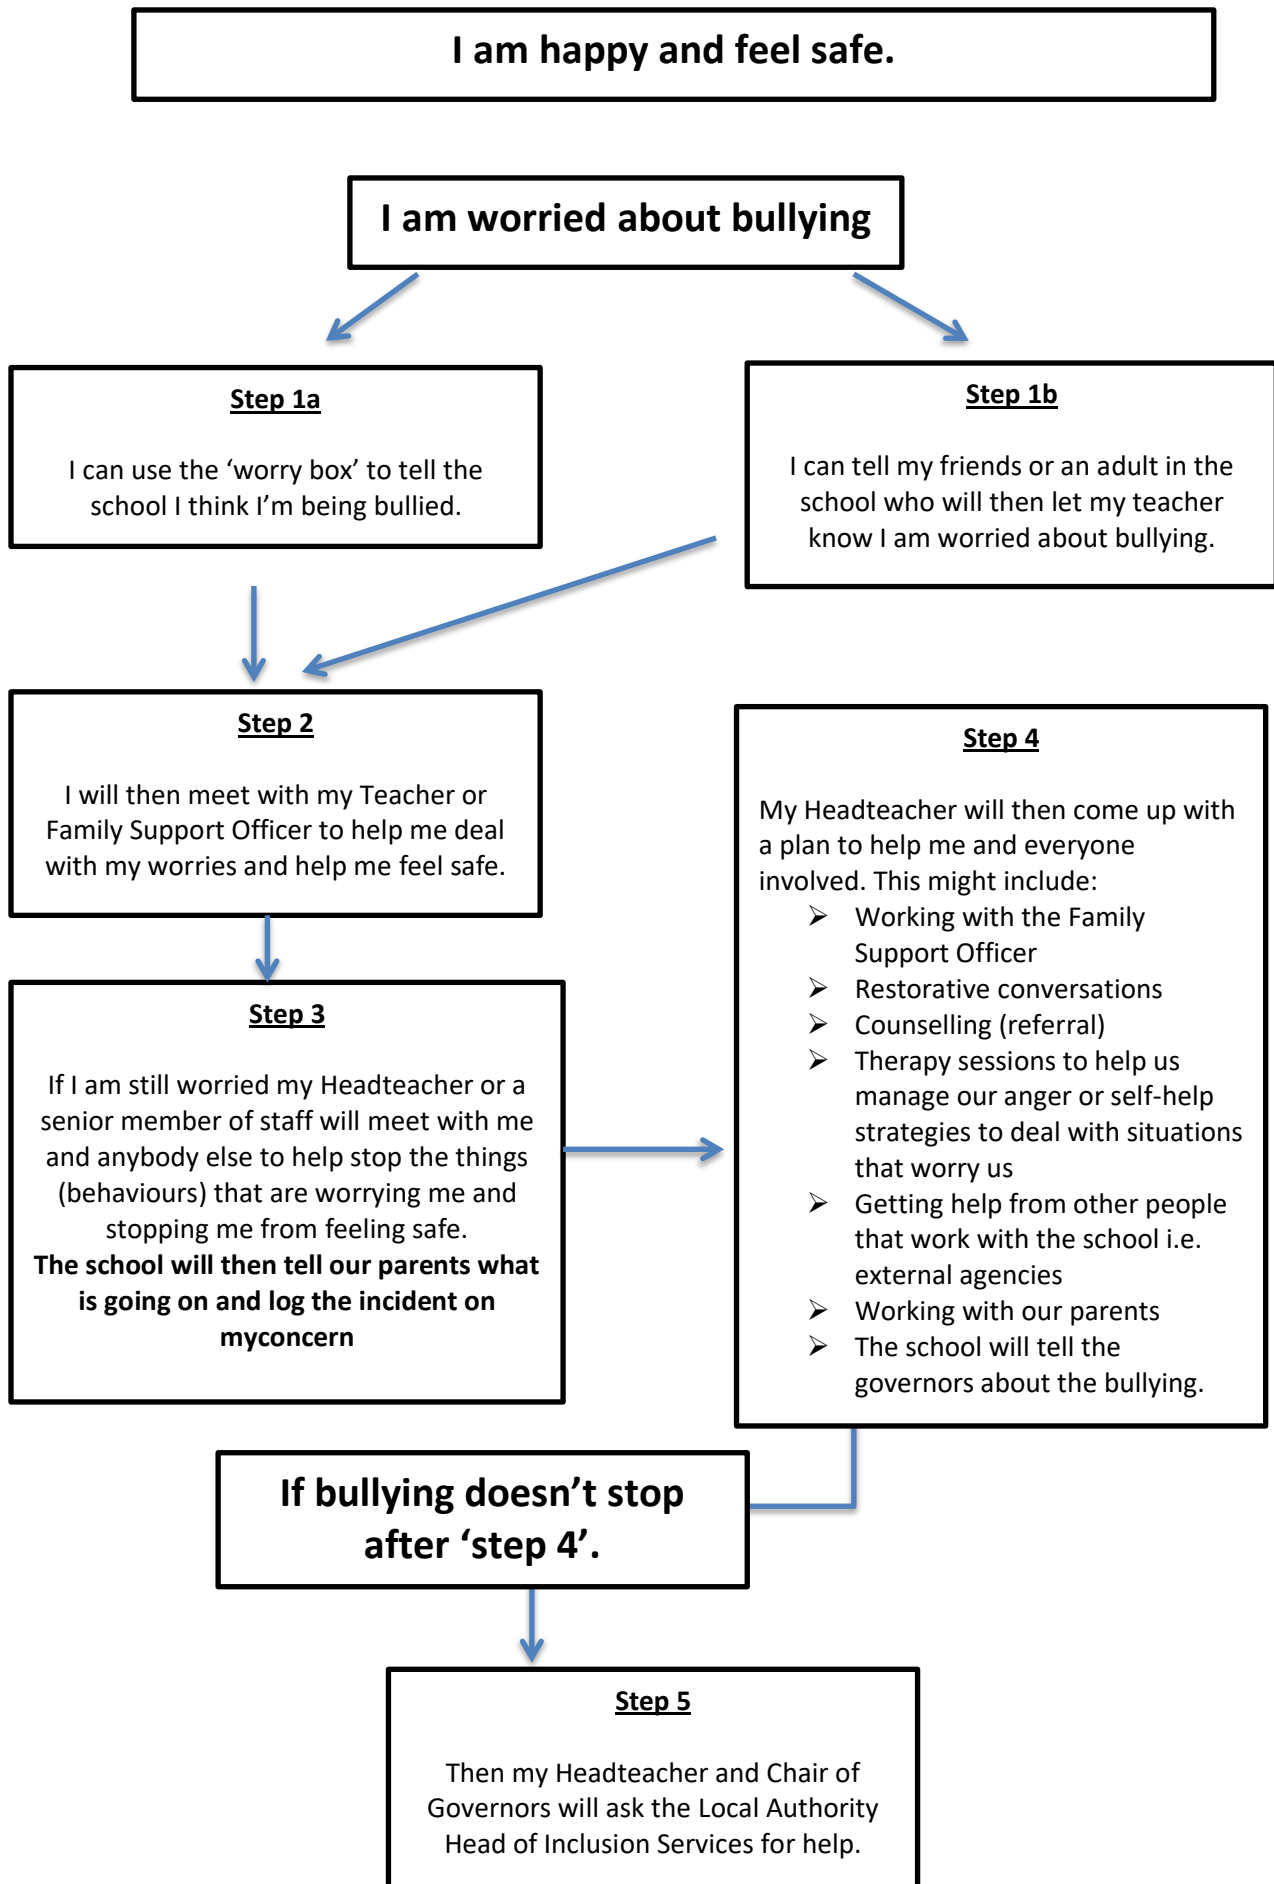 I am happy and feel safe.
I am worried about bullying
Step 1a
I can use the ‘worry box’ to tell the
school I think I’m being bullied.
Step 1b
I can tell my friends or an adult in the
school who will then let my teacher
know I am worried about bullying.
Step 2
I will then meet with my Teacher or
Family Support Officer to help me deal
with my worries and help me feel safe.
Step 3
If I am still worried my Headteacher or a
senior member of staff will meet with me
and anybody else to help stop the things
(behaviours) that are worrying me and
stopping me from feeling safe.
The school will then tell our parents what
is going on and log the incident on
myconcern
Step 4
My Headteacher will then come up with
a plan to help me and everyone
involved. This might include:
➢ Working with the Family
Support Officer
➢ Restorative conversations
➢ Counselling (referral)
➢ Therapy sessions to help us
manage our anger or self-help
strategies to deal with situations
that worry us
➢ Getting help from other people
that work with the school i.e.
external agencies
➢ Working with our parents
➢ The school will tell the
governors about the bullying.
If bullying doesn’t stop
after ‘step 4’.
Step 5
Then my Headteacher and Chair of
Governors will ask the Local Authority
Head of Inclusion Services for help.